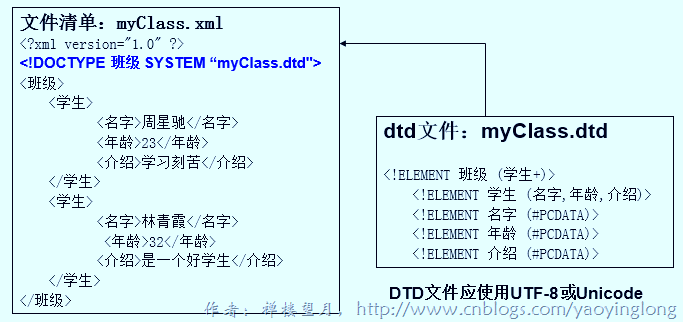 文件清单：myClass.xml
<?xml version="1.0" ?>
<!DOCTYPE 班级 SYSTEM “myClass.dtd">
<班级>
<学生>
<名字>周星驰</名字>
<年龄>23</年龄>
<介绍>学习刻苦</介绍>
</学生>
<学生>
<名字>林青霞</名字>
<年龄>32</年龄>
<介绍>是一个好学生</介绍>
</学生>
</班级>
dtd文件：myClass.dtd
<!ELEMENT 班级 (学生+)>
<!ELEMENT 学生 (名字,年龄,介绍)>
<!ELEMENT 名字 (#PCDATA)>
<!ELEMENT 年龄 (#PCDATA)>
<!ELEMENT 介绍 (#PCDATA)>
DTD文件应使用UTF-8或Unicode
作者：禅楼望月，http://www.cnblogs.com/yaoyinglong